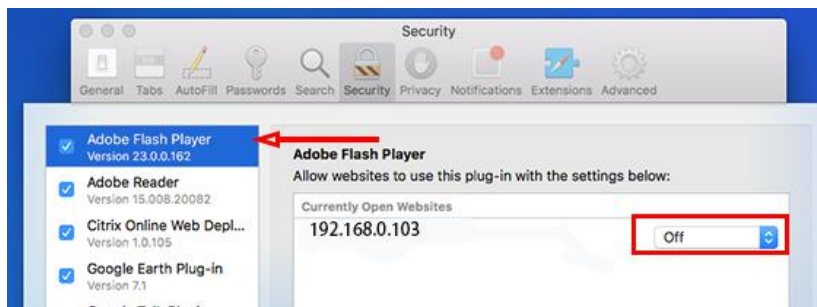 Security
General Tabs AutoFill Passwords Search Security Privacy Notifications Extensions Advanced
Adobe Flash Player
Version 23.0.0.162
Adobe Reader
Version 15.008.20082
Citrix Online Web Depl...
Version 1.0.105
Google Earth Plug-in
Version 7.1
Adobe Flash Player
Allow websites to use this plug-in with the settings below:
Currently Open Websites
192.168.0.103
Off